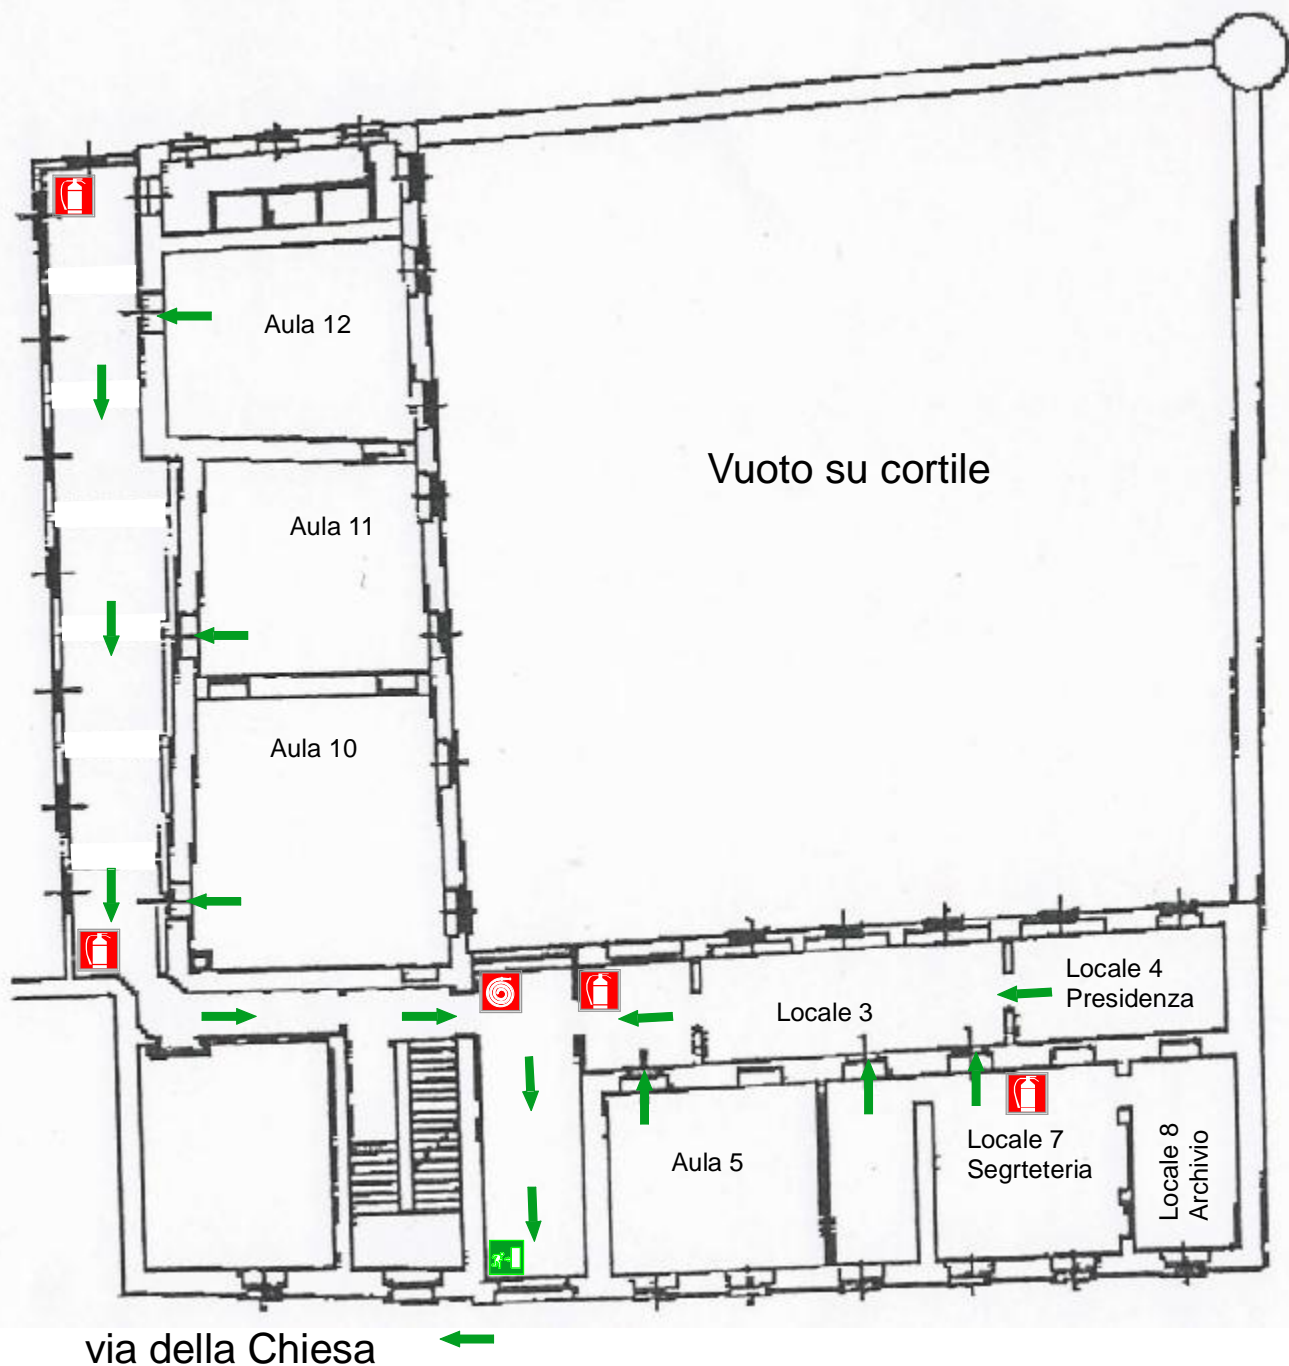 Aula 12
Vuoto su cortile
Aula 11
Aula 10
Locale 4
Presidenza
Locale 3
Locale 7
Segrteteria
Aula 5
Locale 8
Archivio
via della Chiesa